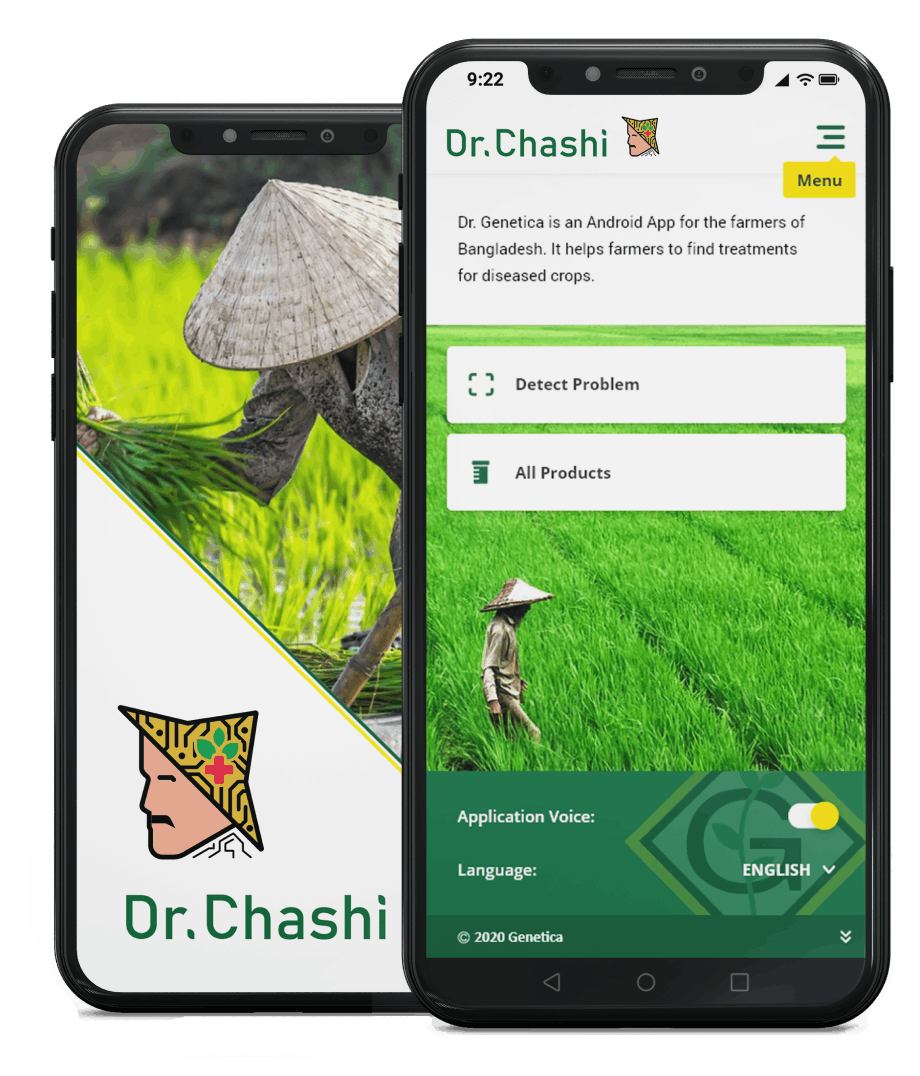 Dr.Chashi
9:22
Dr.Chashi
Menu
Dr. Genetica is an Android App for the farmers of
Bangladesh. It helps farmers to find treatments
for diseased crops.
Detect Problem
All Products
Application Voice:
Language:
ENGLISH
© 2020 Genetica
G